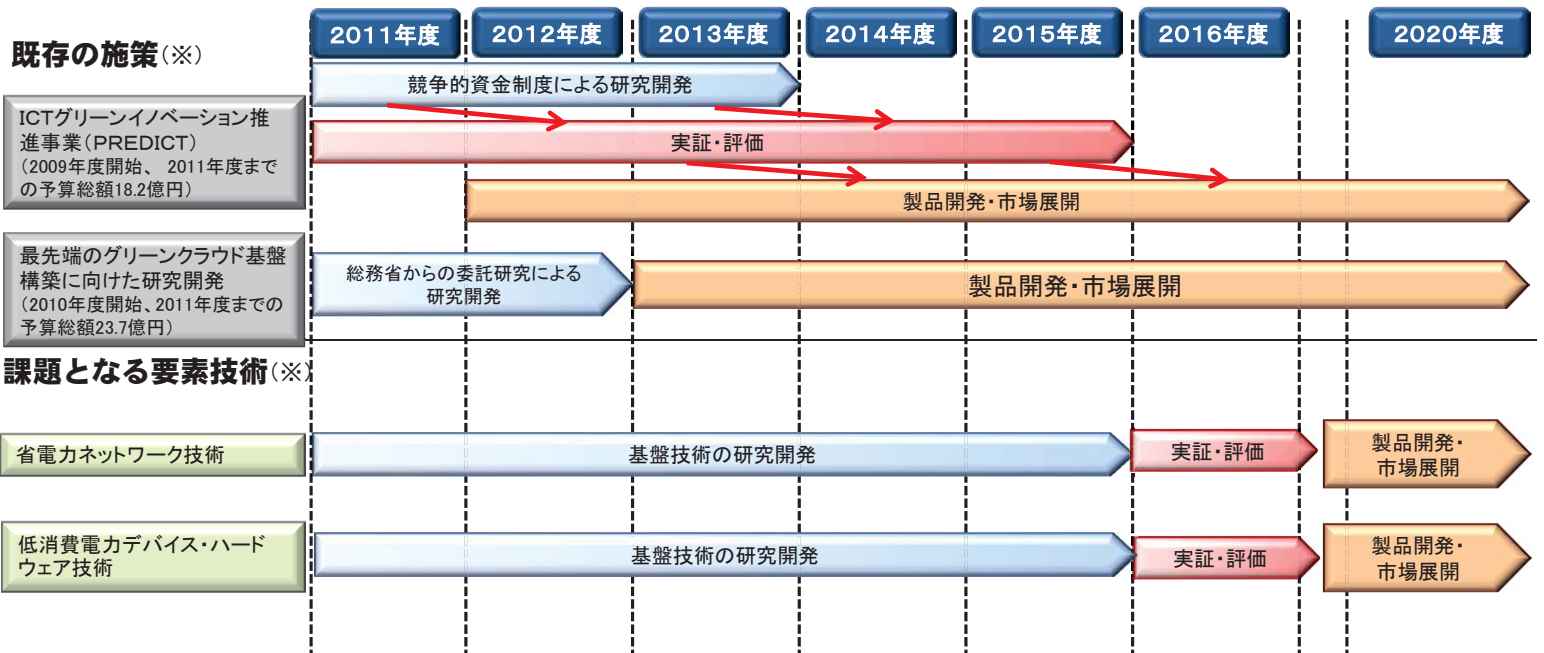 2011年度
2012年度
2013年度
2014年度
2015年度
2016年度
2020年度
既存の施策(※)
競争的資金制度による研究開発
ICTグリーンイノベーション推
進事業(PREDICT)
(2009年度開始、 2011年度まで
の予算総額18.2億円)
実証・評価
製品開発・市場展開
最先端のグリーンクラウド基盤
構築に向けた研究開発
(2010年度開始、2011年度までの
予算総額23.7億円)
総務省からの委託研究による
研究開発
製品開発・市場展開
課題となる要素技術(※)
省電力ネットワーク技術
基盤技術の研究開発
実証・評価
製品開発・
市場展開
低消費電力デバイス・ハード
ウェア技術
基盤技術の研究開発
実証・評価
製品開発・
市場展開